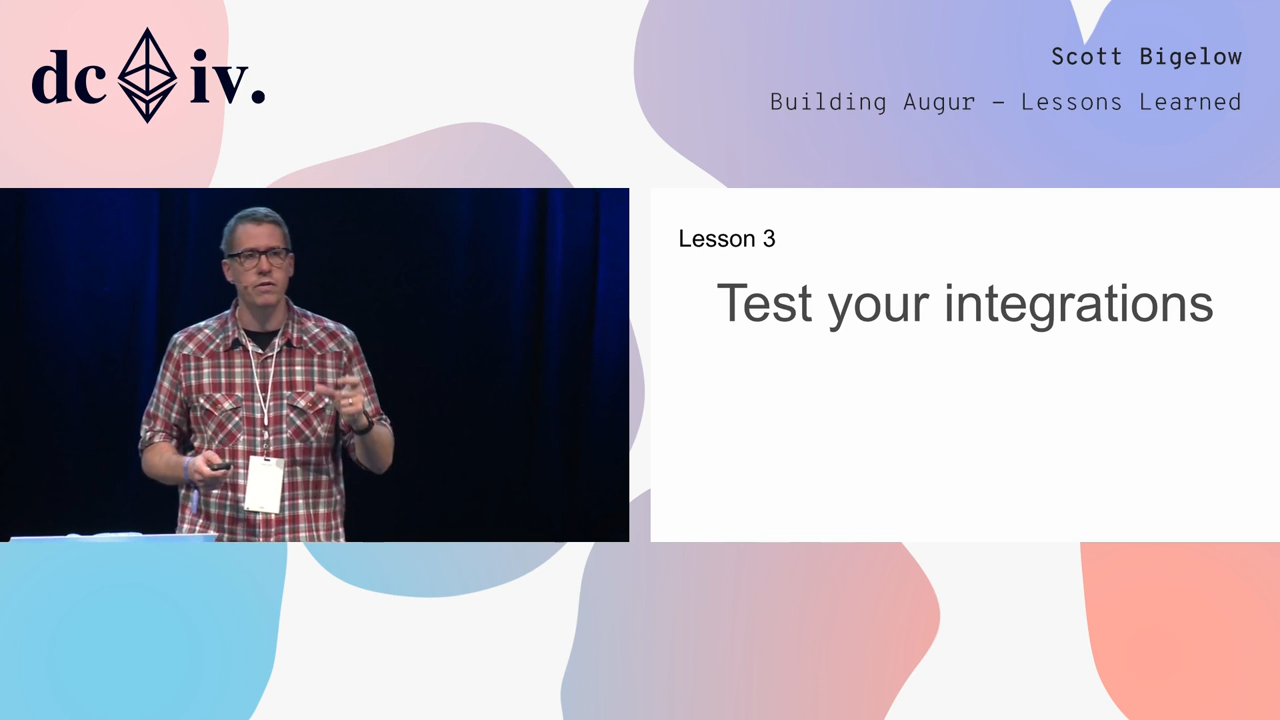 dc iv.
Scott Bigelow
Building Augur – Lessons Learned
Lesson 3
Test your integrations